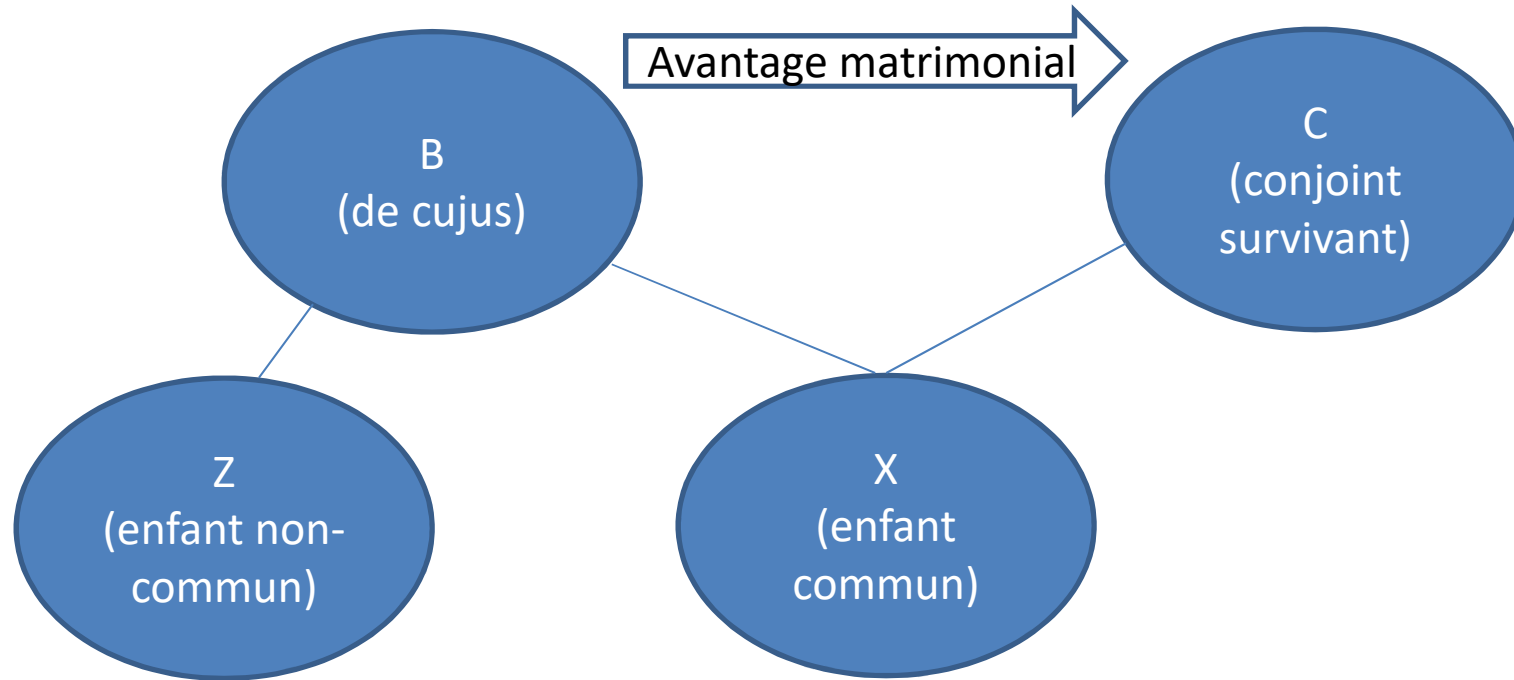 Avantage matrimonial
B
(de cujus)
C
(conjoint
survivant)
Z
(enfant non-
commun)
X
(enfant
commun)